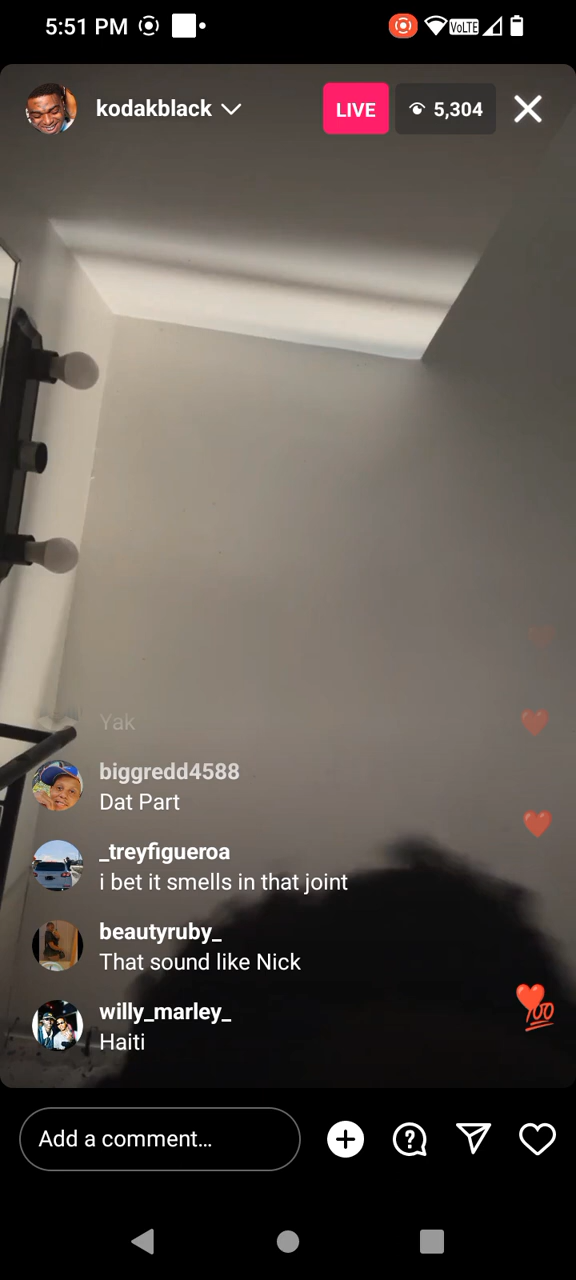 5:51 PM
VoLTE
kodakblack
LIVE
5,304
Yak
biggredd4588
Dat Part
_treyfigueroa
i bet it smells in that joint
beautyruby_
That sound like Nick
willy_marley_
Haiti
100
Add a comment...